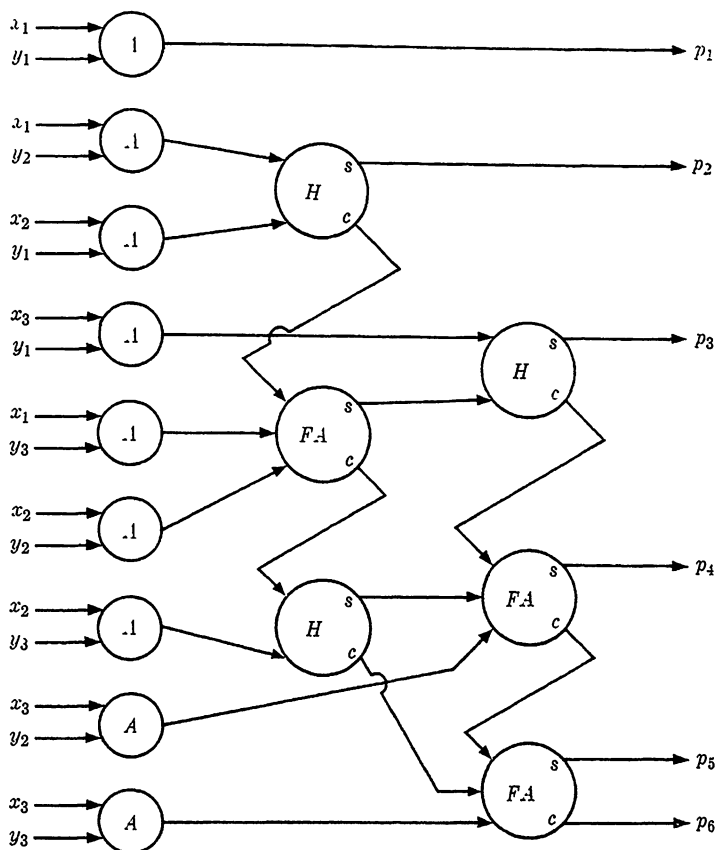 x₁
y₁
p₁
x₁
y₂
s
p₂
H
x₂
c
y₁
x₃
s
p₃
y₁
H
x₁
s
c
FA
y₃
c
x₂
y₂
s
p₄
x₂
s
FA
H
c
y₃
c
x₃
A
y₂
s
p₅
x₃
FA
A
c
p₆
y₃